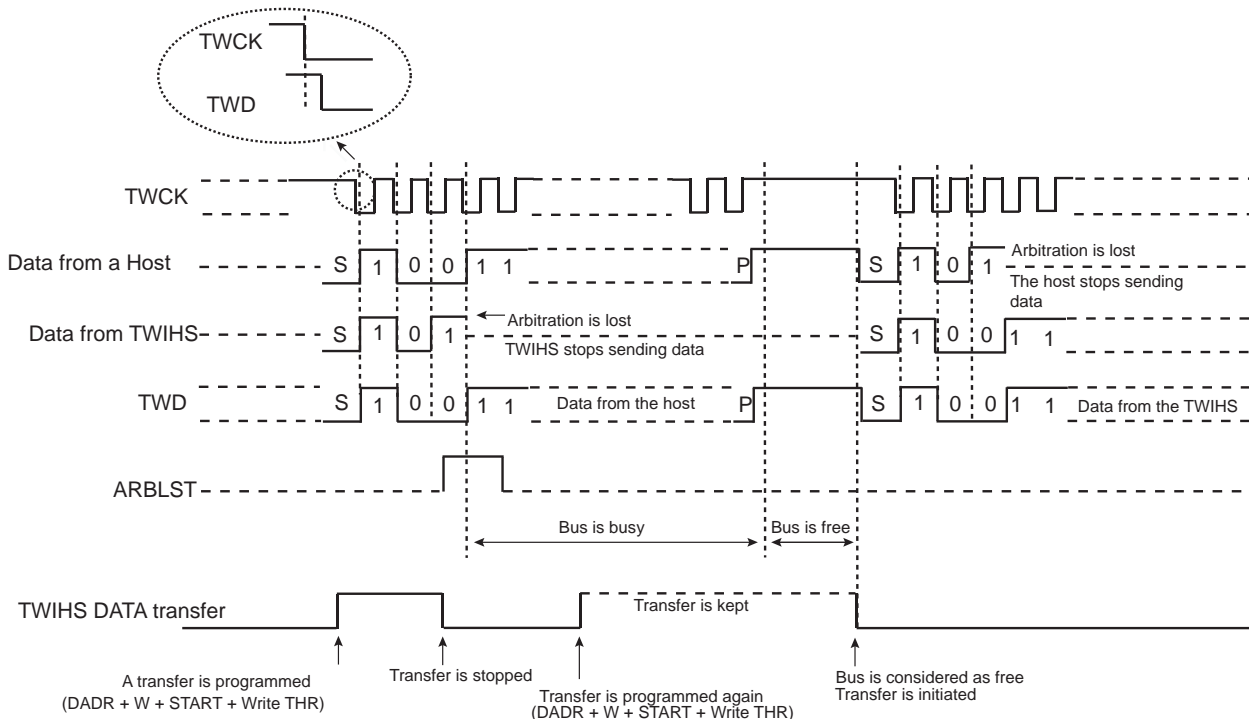 TWCK
TWD
TWCK
Data from a Host
S 1 0 0 1 1
P
S 1 0 1
Arbitration is lost
The host stops sending
data
Data from TWIHS
S 1 0 1
Arbitration is lost
TWIHS stops sending data
S 1 0 0 1 1
TWD
S 1 0 0 1 1
Data from the host
P
S 1 0 0 1 1
Data from the TWIHS
ARBLST
Bus is busy
Bus is free
TWIHS DATA transfer
Transfer is kept
A transfer is programmed
(DADR + W + START + Write THR)
Transfer is stopped
Transfer is programmed again
(DADR + W + START + Write THR)
Bus is considered as free
Transfer is initiated